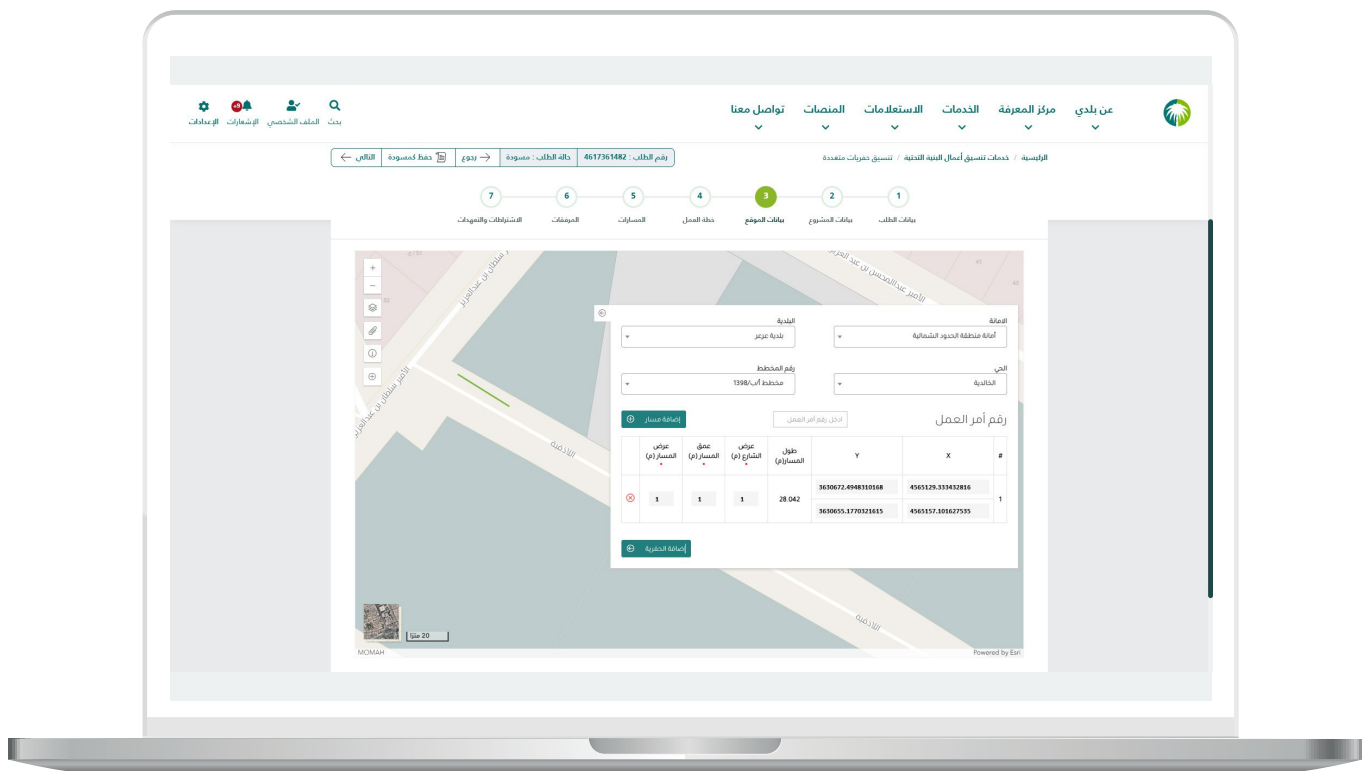 عن بلدي
مركز المعرفة
الخدمات
الاستعلامات
المنصات
تواصل معنا
بحث
الملف الشخصي
الإشعارات
الإعدادات
الرئيسية / خدمات تنسيق أعمال البنية التحتية / تنسيق حفريات متعددة
رقم الطلب : 4617361482
حالة الطلب : مسودة
رجوع
حفظ كمسودة
التالي
1
2
3
4
5
6
7
بيانات الطلب
بيانات المشروع
بيانات الموقع
خطة العمل
المسارات
المرفقات
الاشتراطات والتعهدات
الأمير سلطان بن عبدالعزيز
اللاذقية
اللاذقية
الامانة
أمانة منطقة الحدود الشمالية
البلدية
بلدية عرعر
الحي
الخالدية
رقم المخطط
مخطط أ/ب/1398
رقم أمر العمل
ادخل رقم أمر العمل
إضافة مسار
# X Y طول المسار(م) عرض الشارع (م) * عمق المسار (م) * عرض المسار (م) *
1 4565129.333432816 3630672.4948310168 28.042 1 1 1
4565157.101627535 3630655.1770321615
إضافة الحفرية
20 مترًا
MOMAH
Powered by Esri